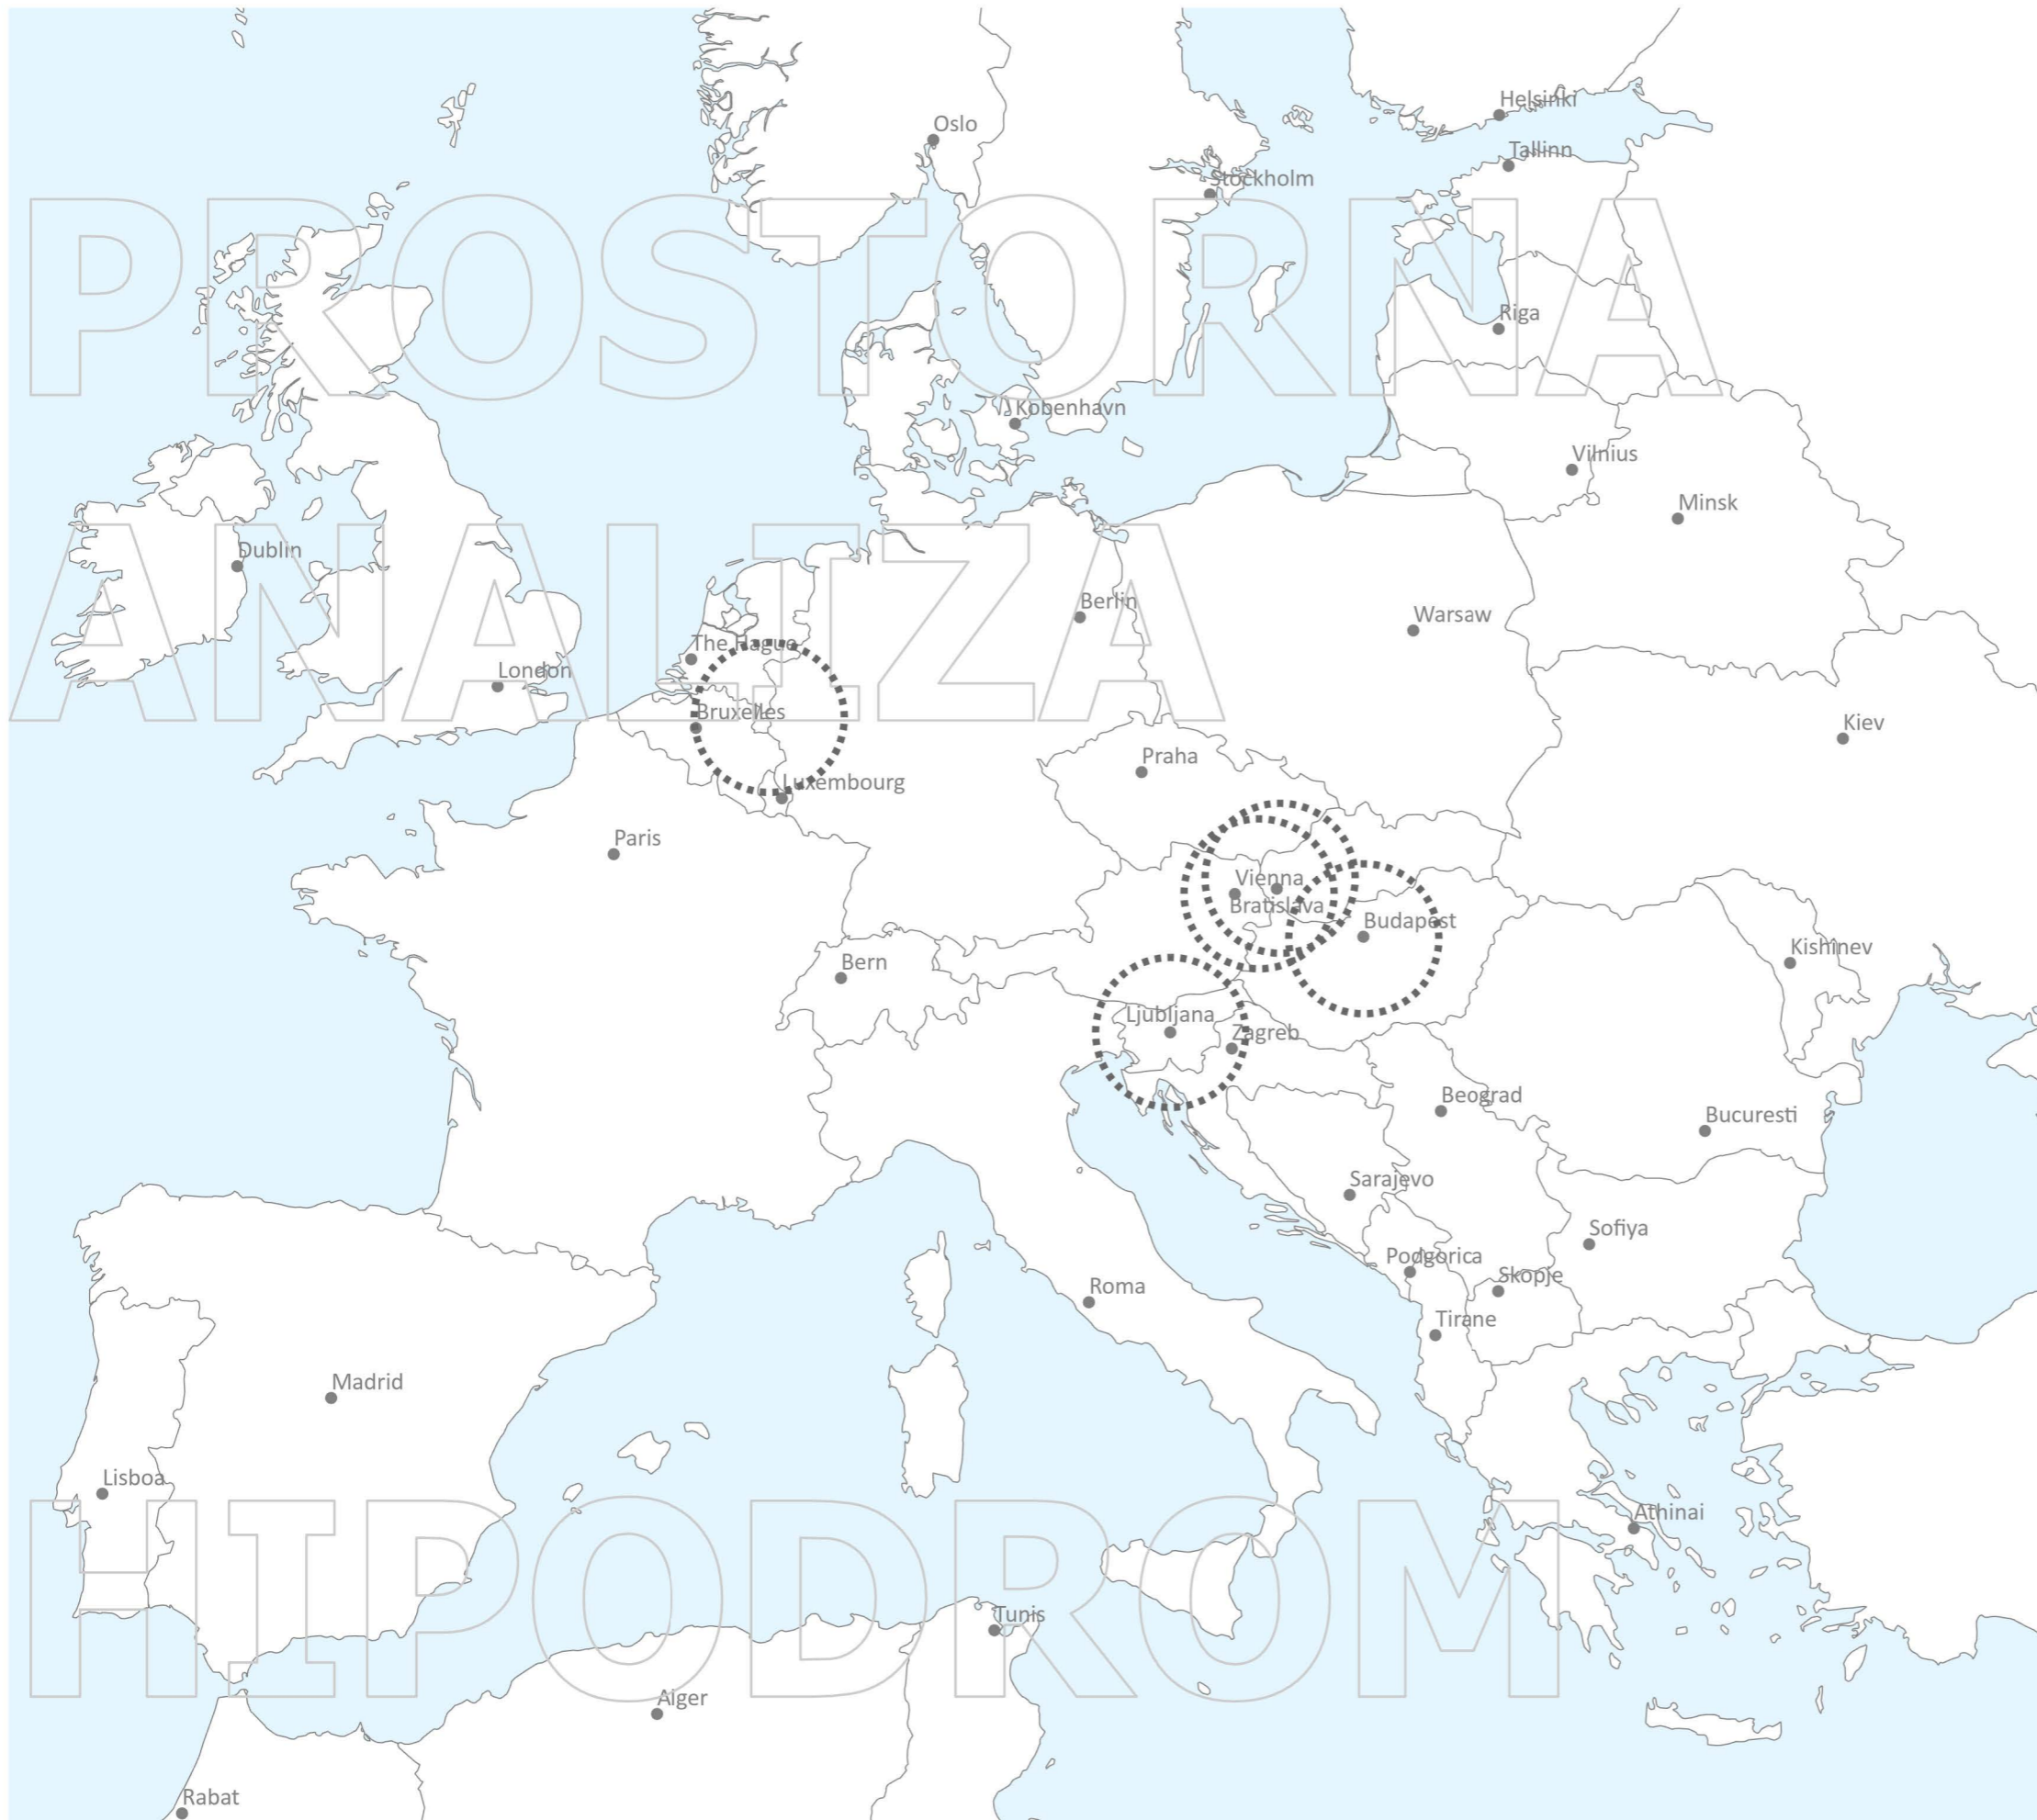 Helsinki
Oslo
Tallinn
Stockholm
PROSTORNA
Riga
Kobenhavn
Vilnius
Minsk
ANALIZA
Dublin
Berlin
Warsaw
The Hague
London
Bruxelles
Kiev
Praha
Luxembourg
Paris
Vienna
Bratislava
Budapest
Kishinev
Bern
Ljubljana
Zagreb
Beograd
Bucuresti
Sarajevo
Sofiya
Podgorica
Skopje
Roma
Tirane
Madrid
Lisboa
HIPODROM
Athinai
Tunis
Alger
Rabat